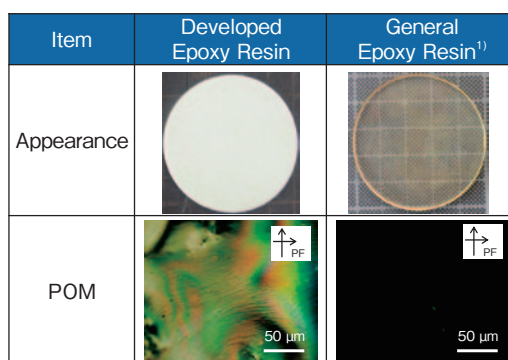 Item
Developed
Epoxy Resin
General
Epoxy Resin1)
Appearance
POM
PF
50 µm
PF
50 µm